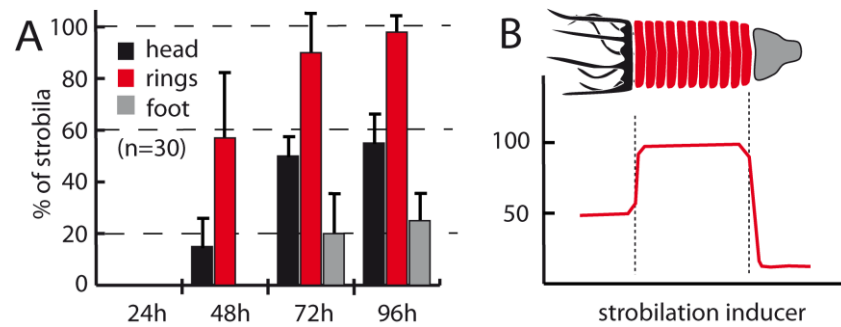 A
% of strobila
100
80
60
40
20
0
head
rings
foot
(n=30)
24h 48h 72h 96h
B
100
50
strobilation inducer